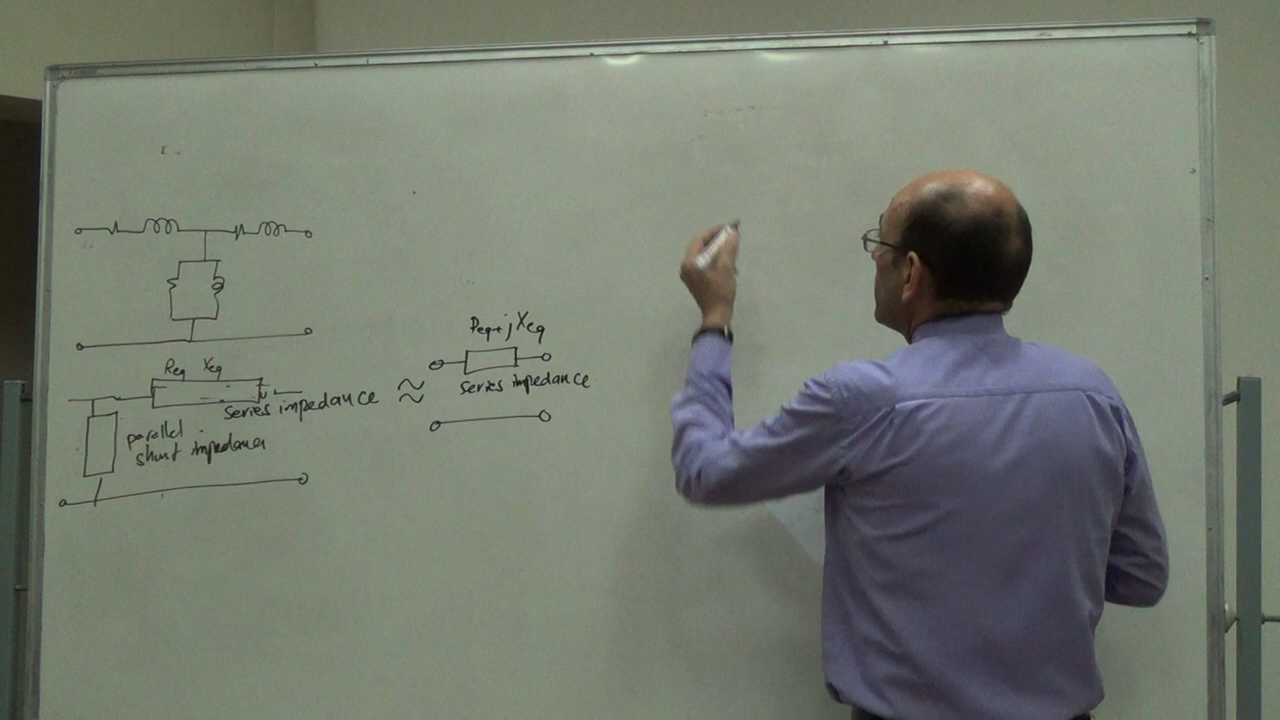 Req Xeq
series impedance
parallel
shunt impedance
≈
Req + jXeq
series impedance